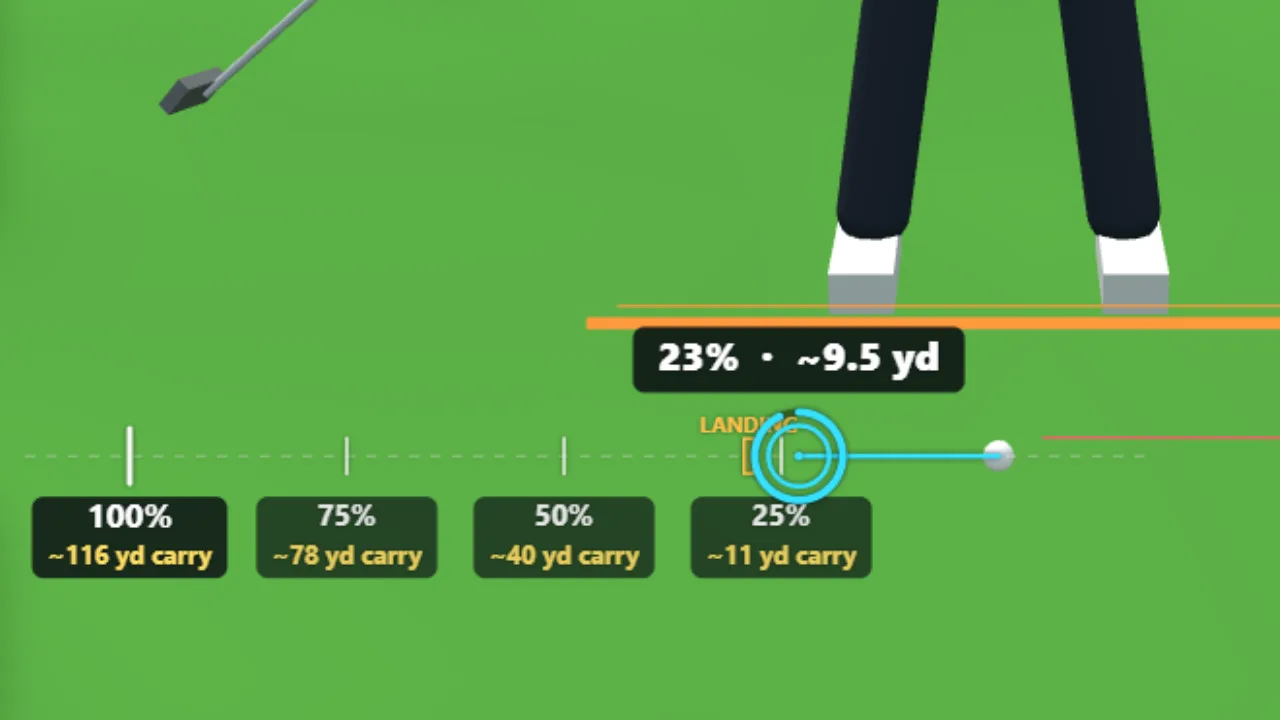 23% · ~9.5 yd
LANDING
100%
~116 yd carry
75%
~78 yd carry
50%
~40 yd carry
25%
~11 yd carry